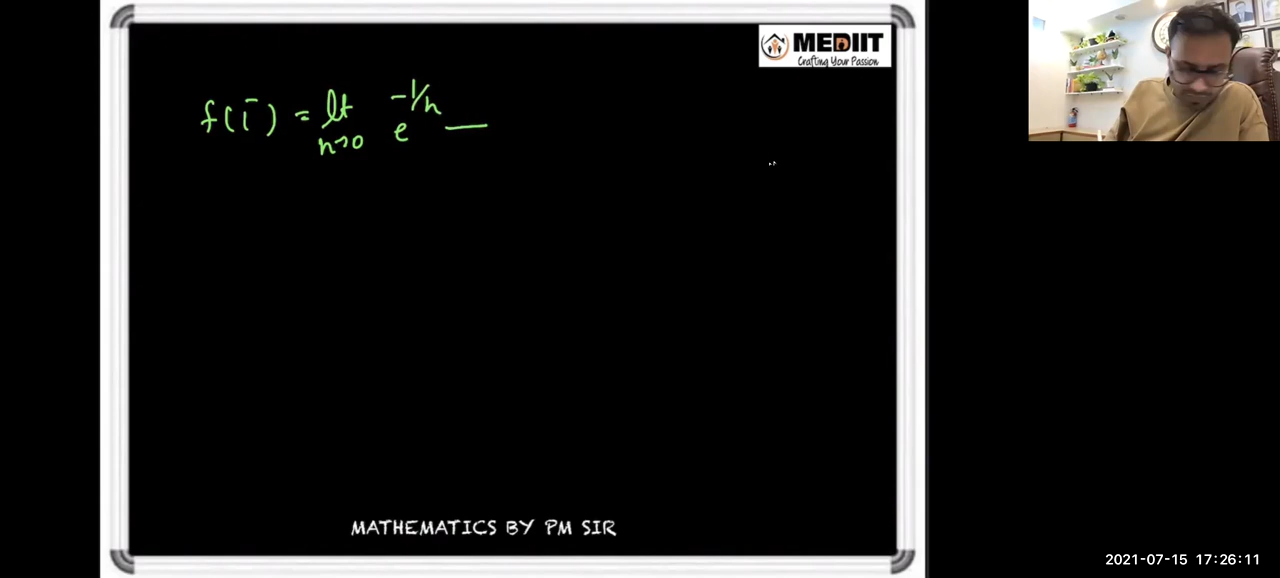 MEDIIT
Crafting Your Passion
f(1⁻) = lt e^(-1/h) —
h→0
MATHEMATICS BY PM SIR
2021-07-15 17:26:11